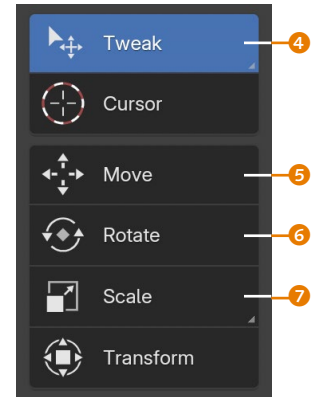 Tweak 4
Cursor
Move 5
Rotate 6
Scale 7
Transform